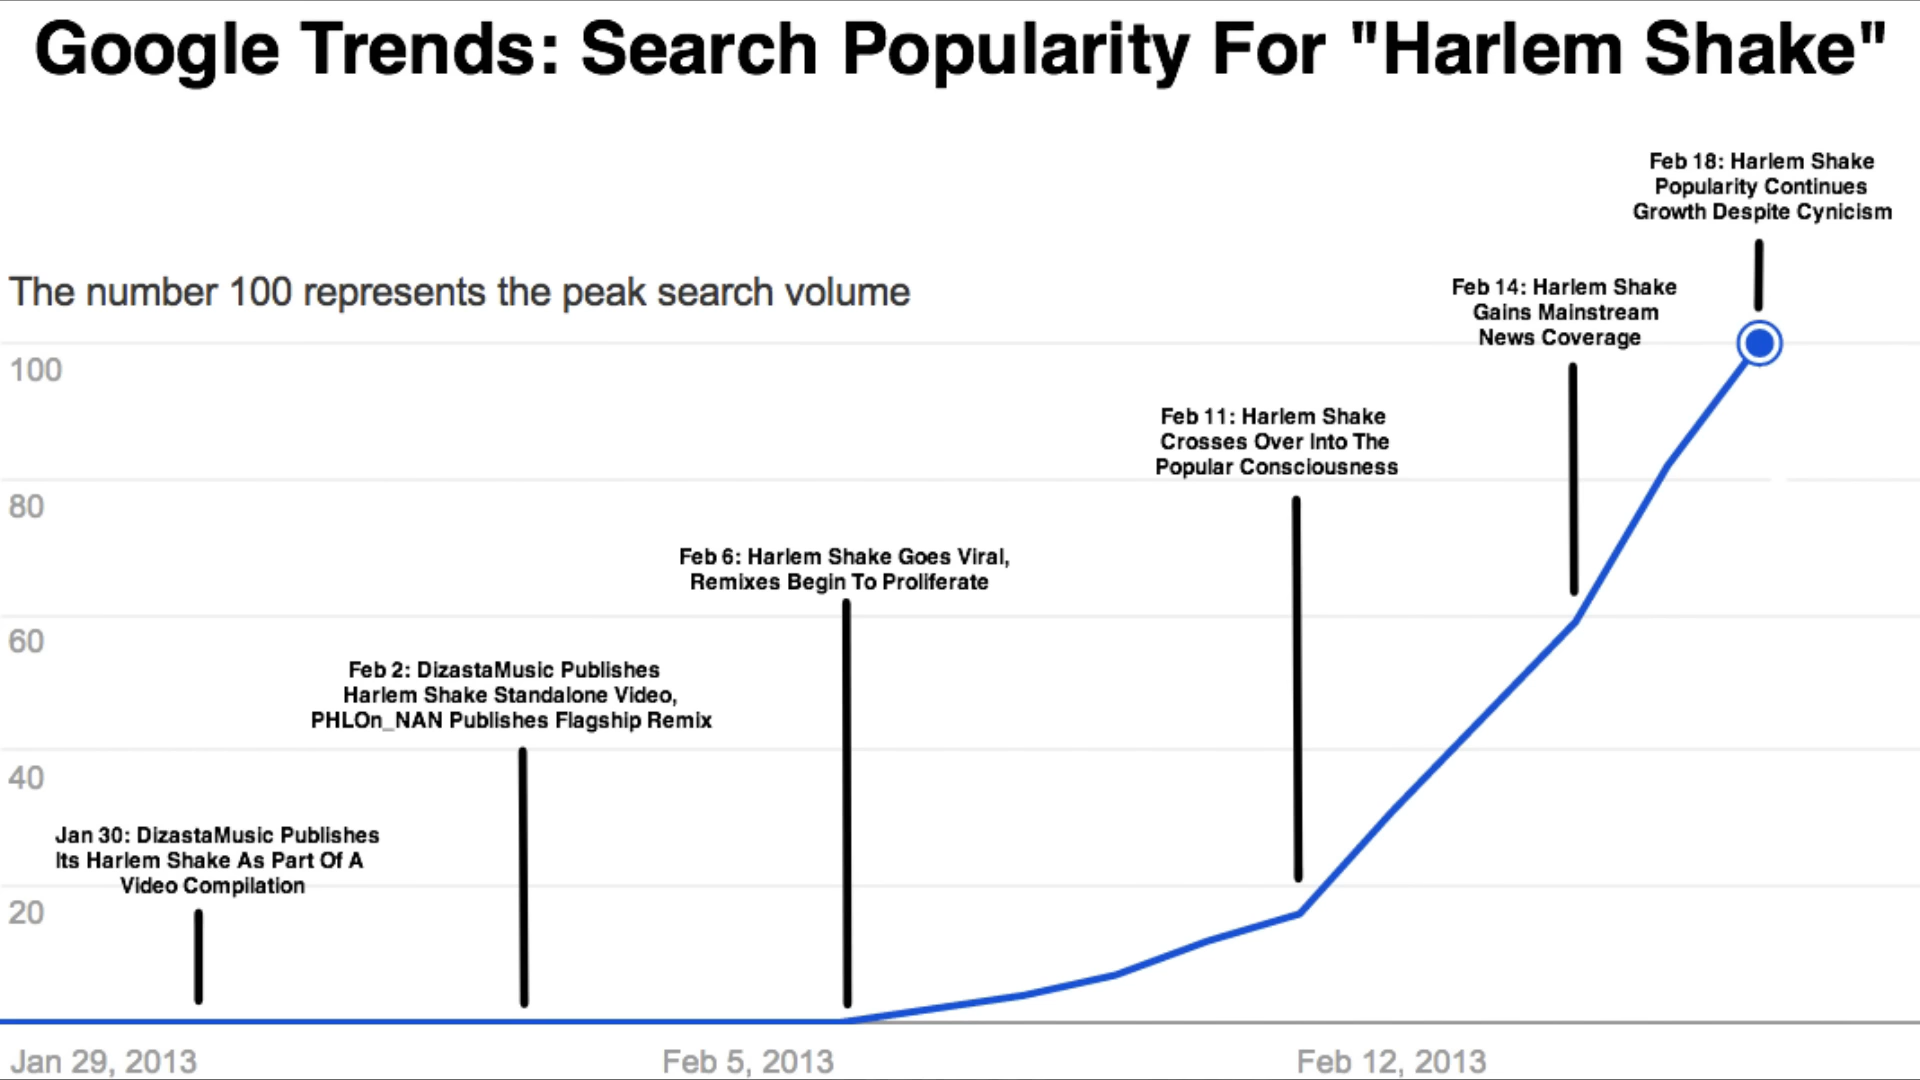 Google Trends: Search Popularity For "Harlem Shake"
Feb 18: Harlem Shake
Popularity Continues
Growth Despite Cynicism
The number 100 represents the peak search volume
Feb 14: Harlem Shake
Gains Mainstream
News Coverage
100
Feb 11: Harlem Shake
Crosses Over Into The
Popular Consciousness
80
Feb 6: Harlem Shake Goes Viral,
Remixes Begin To Proliferate
60
Feb 2: DizastaMusic Publishes
Harlem Shake Standalone Video,
PHLOn_NAN Publishes Flagship Remix
40
Jan 30: DizastaMusic Publishes
Its Harlem Shake As Part Of A
Video Compilation
20
Jan 29, 2013
Feb 5, 2013
Feb 12, 2013